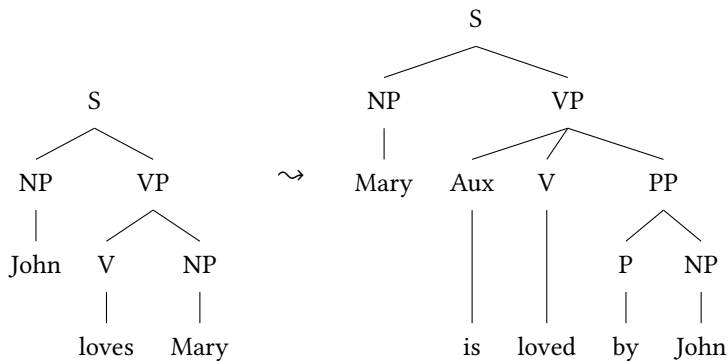 S
NP VP
S
NP VP
⤳
Mary Aux V PP
John V NP
P NP
loves Mary
is loved by John